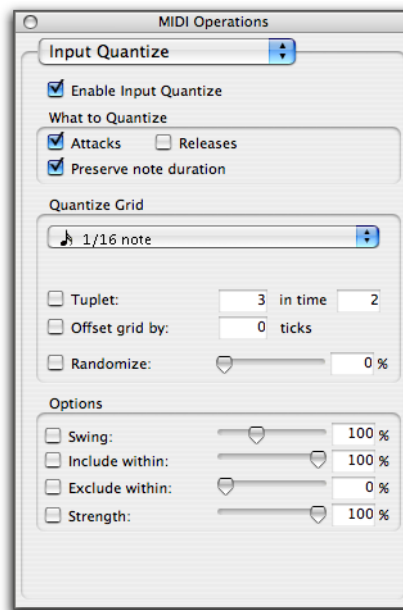 MIDI Operations
Input Quantize
Enable Input Quantize
What to Quantize
Attacks Releases
Preserve note duration
Quantize Grid
1/16 note
Tuplet: 3 in time 2
Offset grid by: 0 ticks
Randomize: 0 %
Options
Swing: 100 %
Include within: 100 %
Exclude within: 0 %
Strength: 100 %